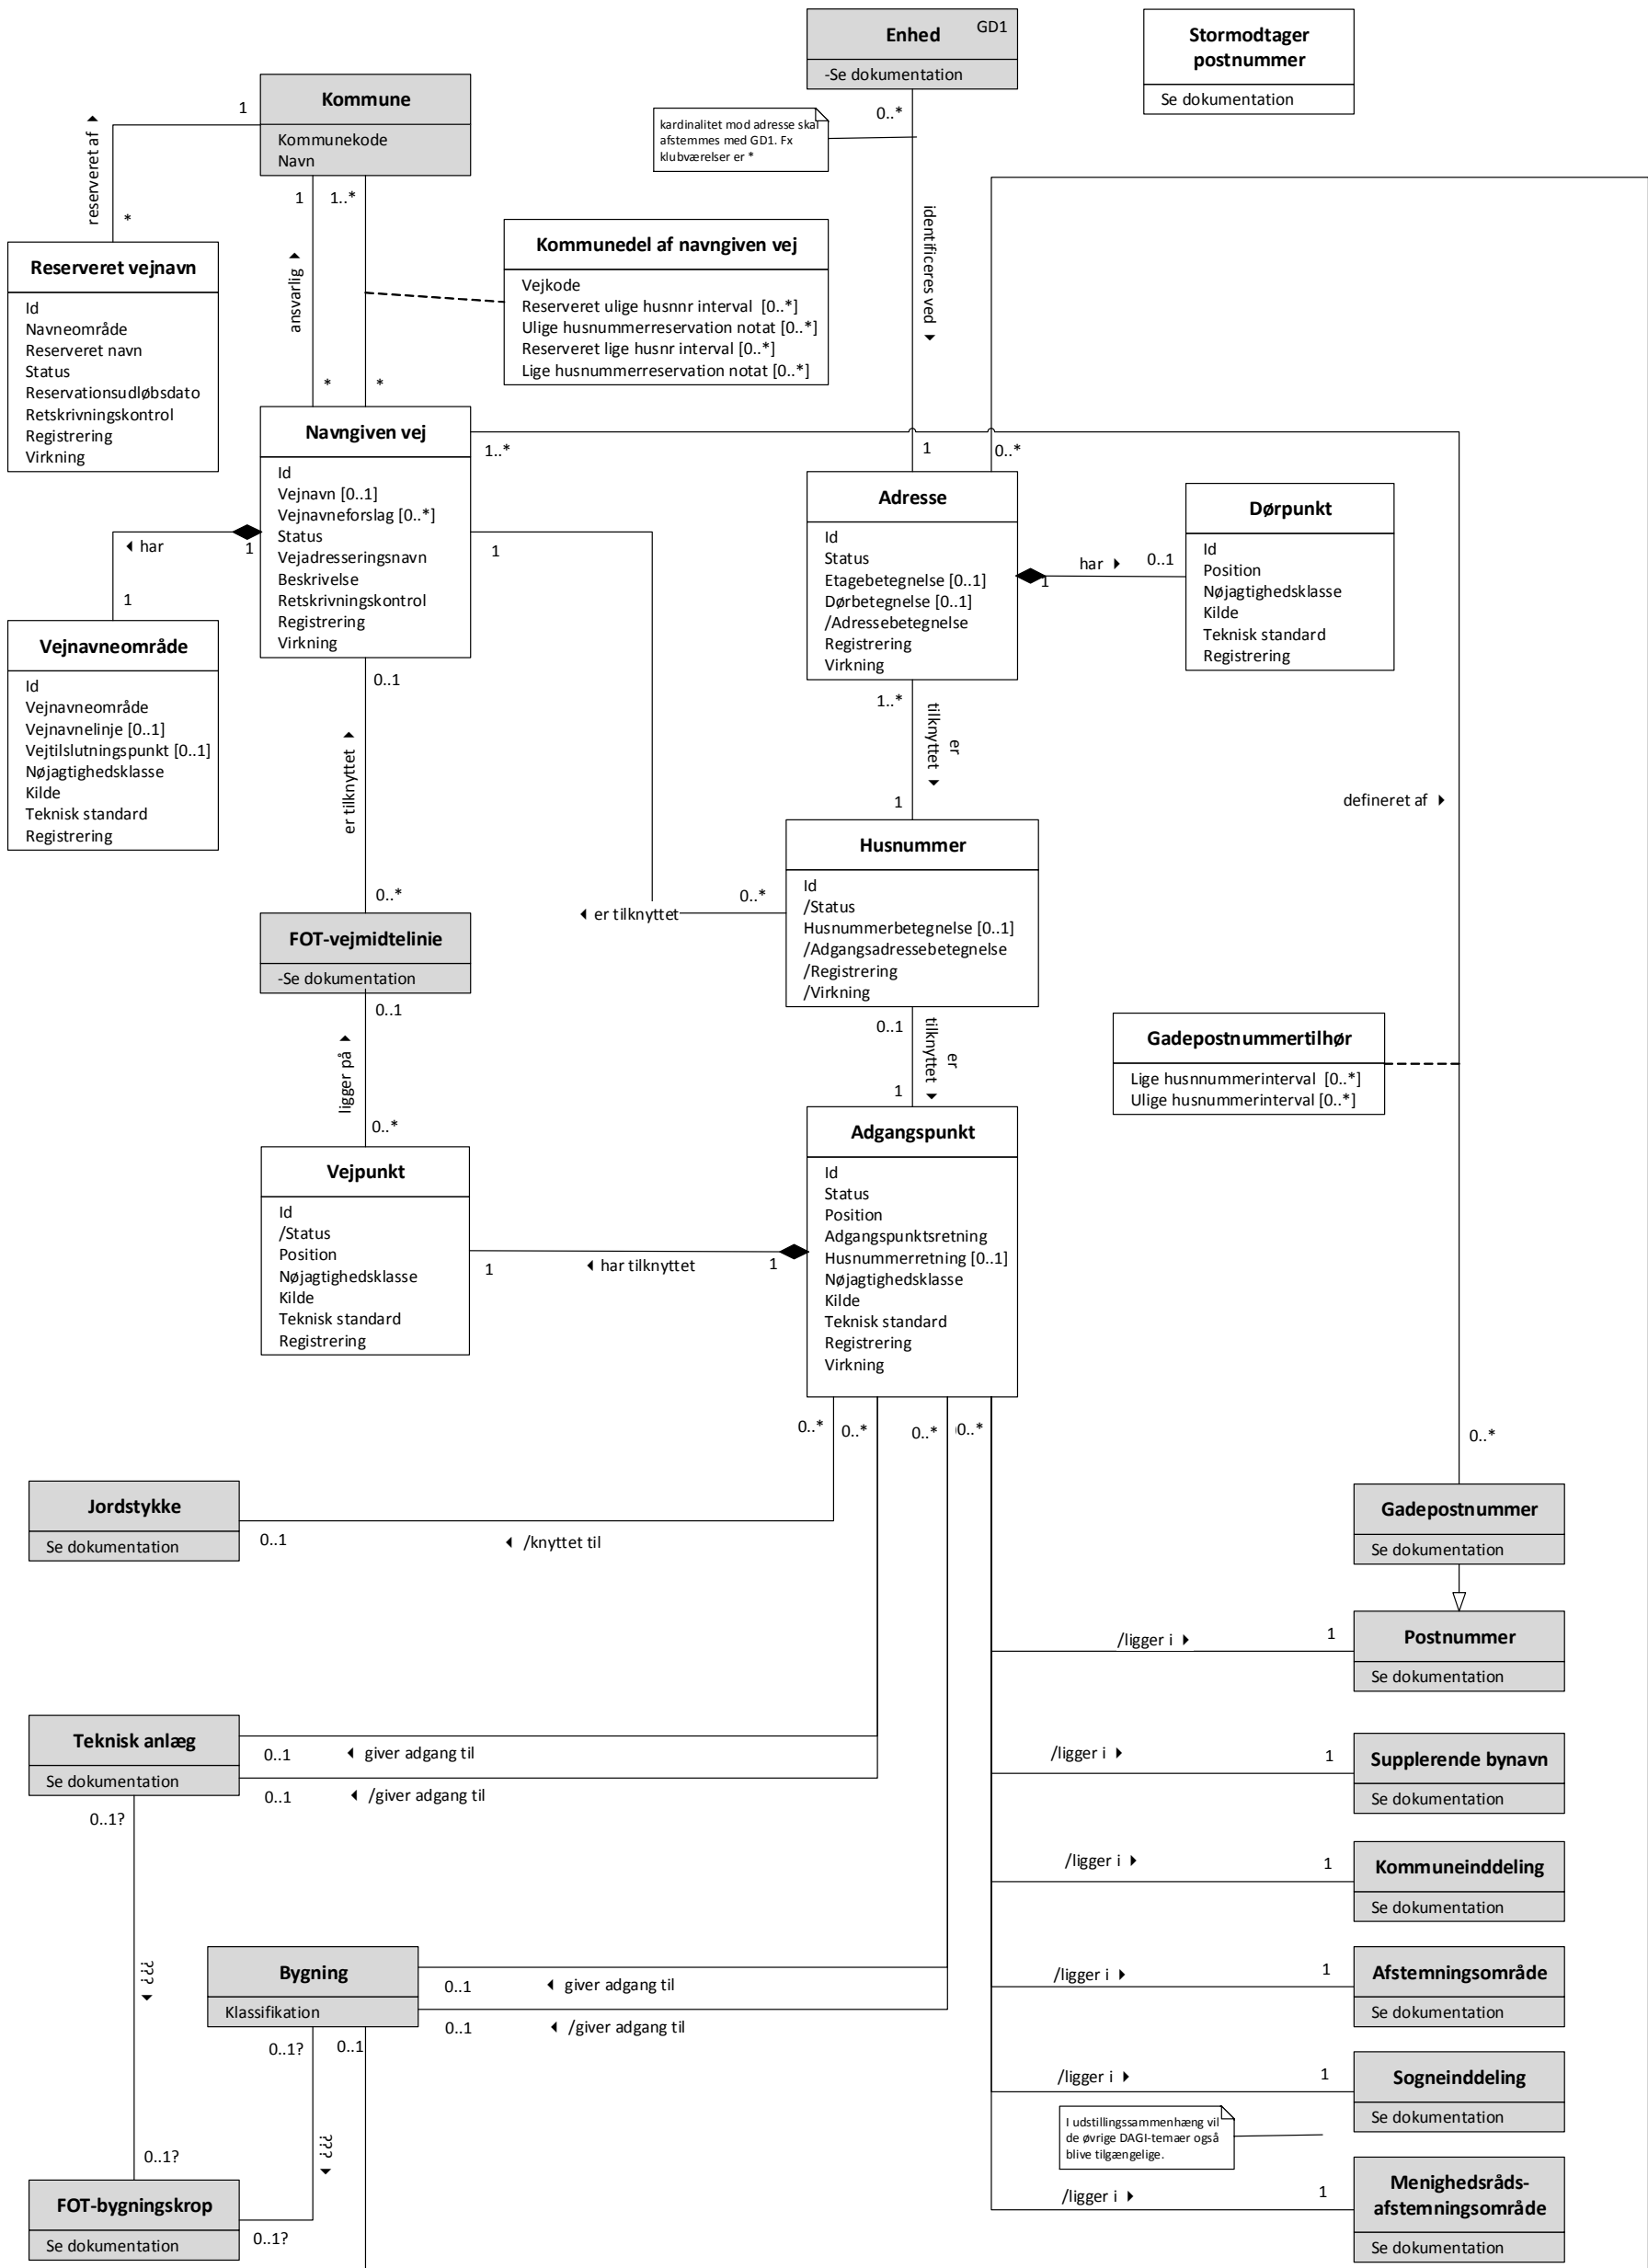 Enhed
GD1
-Se dokumentation
Stormodtager
postnummer
Se dokumentation
Kommune
Kommunekode
Navn
1
reserveret af
*
0..*
kardinalitet mod adresse skal
afstemmes med GD1. Fx
klubværelser er *
1
1..*
ansvarlig
*
*
identificeres ved
Kommunedel af navngiven vej
Vejkode
Reserveret ulige husnnr interval [0..*]
Ulige husnummerreservation notat [0..*]
Reserveret lige husnr interval [0..*]
Lige husnummerreservation notat [0..*]
Reserveret vejnavn
Id
Navneområde
Reserveret navn
Status
Reservationsudløbsdato
Retskrivningskontrol
Registrering
Virkning
Navngiven vej
Id
Vejnavn [0..1]
Vejnavneforslag [0..*]
Status
Vejadresseringsnavn
Beskrivelse
Retskrivningskontrol
Registrering
Virkning
1..*
1
0..*
Adresse
Id
Status
Etagebetegnelse [0..1]
Dørbetegnelse [0..1]
/Adressebetegnelse
Registrering
Virkning
har
1
0..1
Dørpunkt
Id
Position
Nøjagtighedsklasse
Kilde
Teknisk standard
Registrering
har
1
1
1
Vejnavneområde
Id
Vejnavneområde
Vejnavnelinje [0..1]
Vejtilslutningspunkt [0..1]
Nøjagtighedsklasse
Kilde
Teknisk standard
Registrering
0..1
er tilknyttet
0..*
1..*
er
tilknyttet
1
defineret af
Husnummer
Id
/Status
Husnummerbetegnelse [0..1]
/Adgangsadressebetegnelse
/Registrering
/Virkning
0..*
er tilknyttet
FOT-vejmidtelinie
-Se dokumentation
0..1
ligger på
0..*
0..1
er
tilknyttet
1
Gadepostnummertilhør
Lige husnnummerinterval [0..*]
Ulige husnummerinterval [0..*]
Vejpunkt
Id
/Status
Position
Nøjagtighedsklasse
Kilde
Teknisk standard
Registrering
1
har tilknyttet
1
Adgangspunkt
Id
Status
Position
Adgangspunktsretning
Husnummerretning [0..1]
Nøjagtighedsklasse
Kilde
Teknisk standard
Registrering
Virkning
0..*
0..*
0..*
0..*
0..*
Jordstykke
Se dokumentation
0..1
/knyttet til
Gadepostnummer
Se dokumentation
/ligger i
1
Postnummer
Se dokumentation
Teknisk anlæg
Se dokumentation
0..1
giver adgang til
0..1
/giver adgang til
/ligger i
1
Supplerende bynavn
Se dokumentation
0..1?
???
0..1?
/ligger i
1
Kommuneinddeling
Se dokumentation
Bygning
Klassifikation
0..1
giver adgang til
0..1
/giver adgang til
/ligger i
1
Afstemningsområde
Se dokumentation
0..1?
0..1
???
/ligger i
1
Sogneinddeling
Se dokumentation
I udstillingssammenhæng vil
de øvrige DAGI-temaer også
blive tilgængelige.
FOT-bygningskrop
Se dokumentation
0..1?
/ligger i
1
Menighedsråds-
afstemningsområde
Se dokumentation